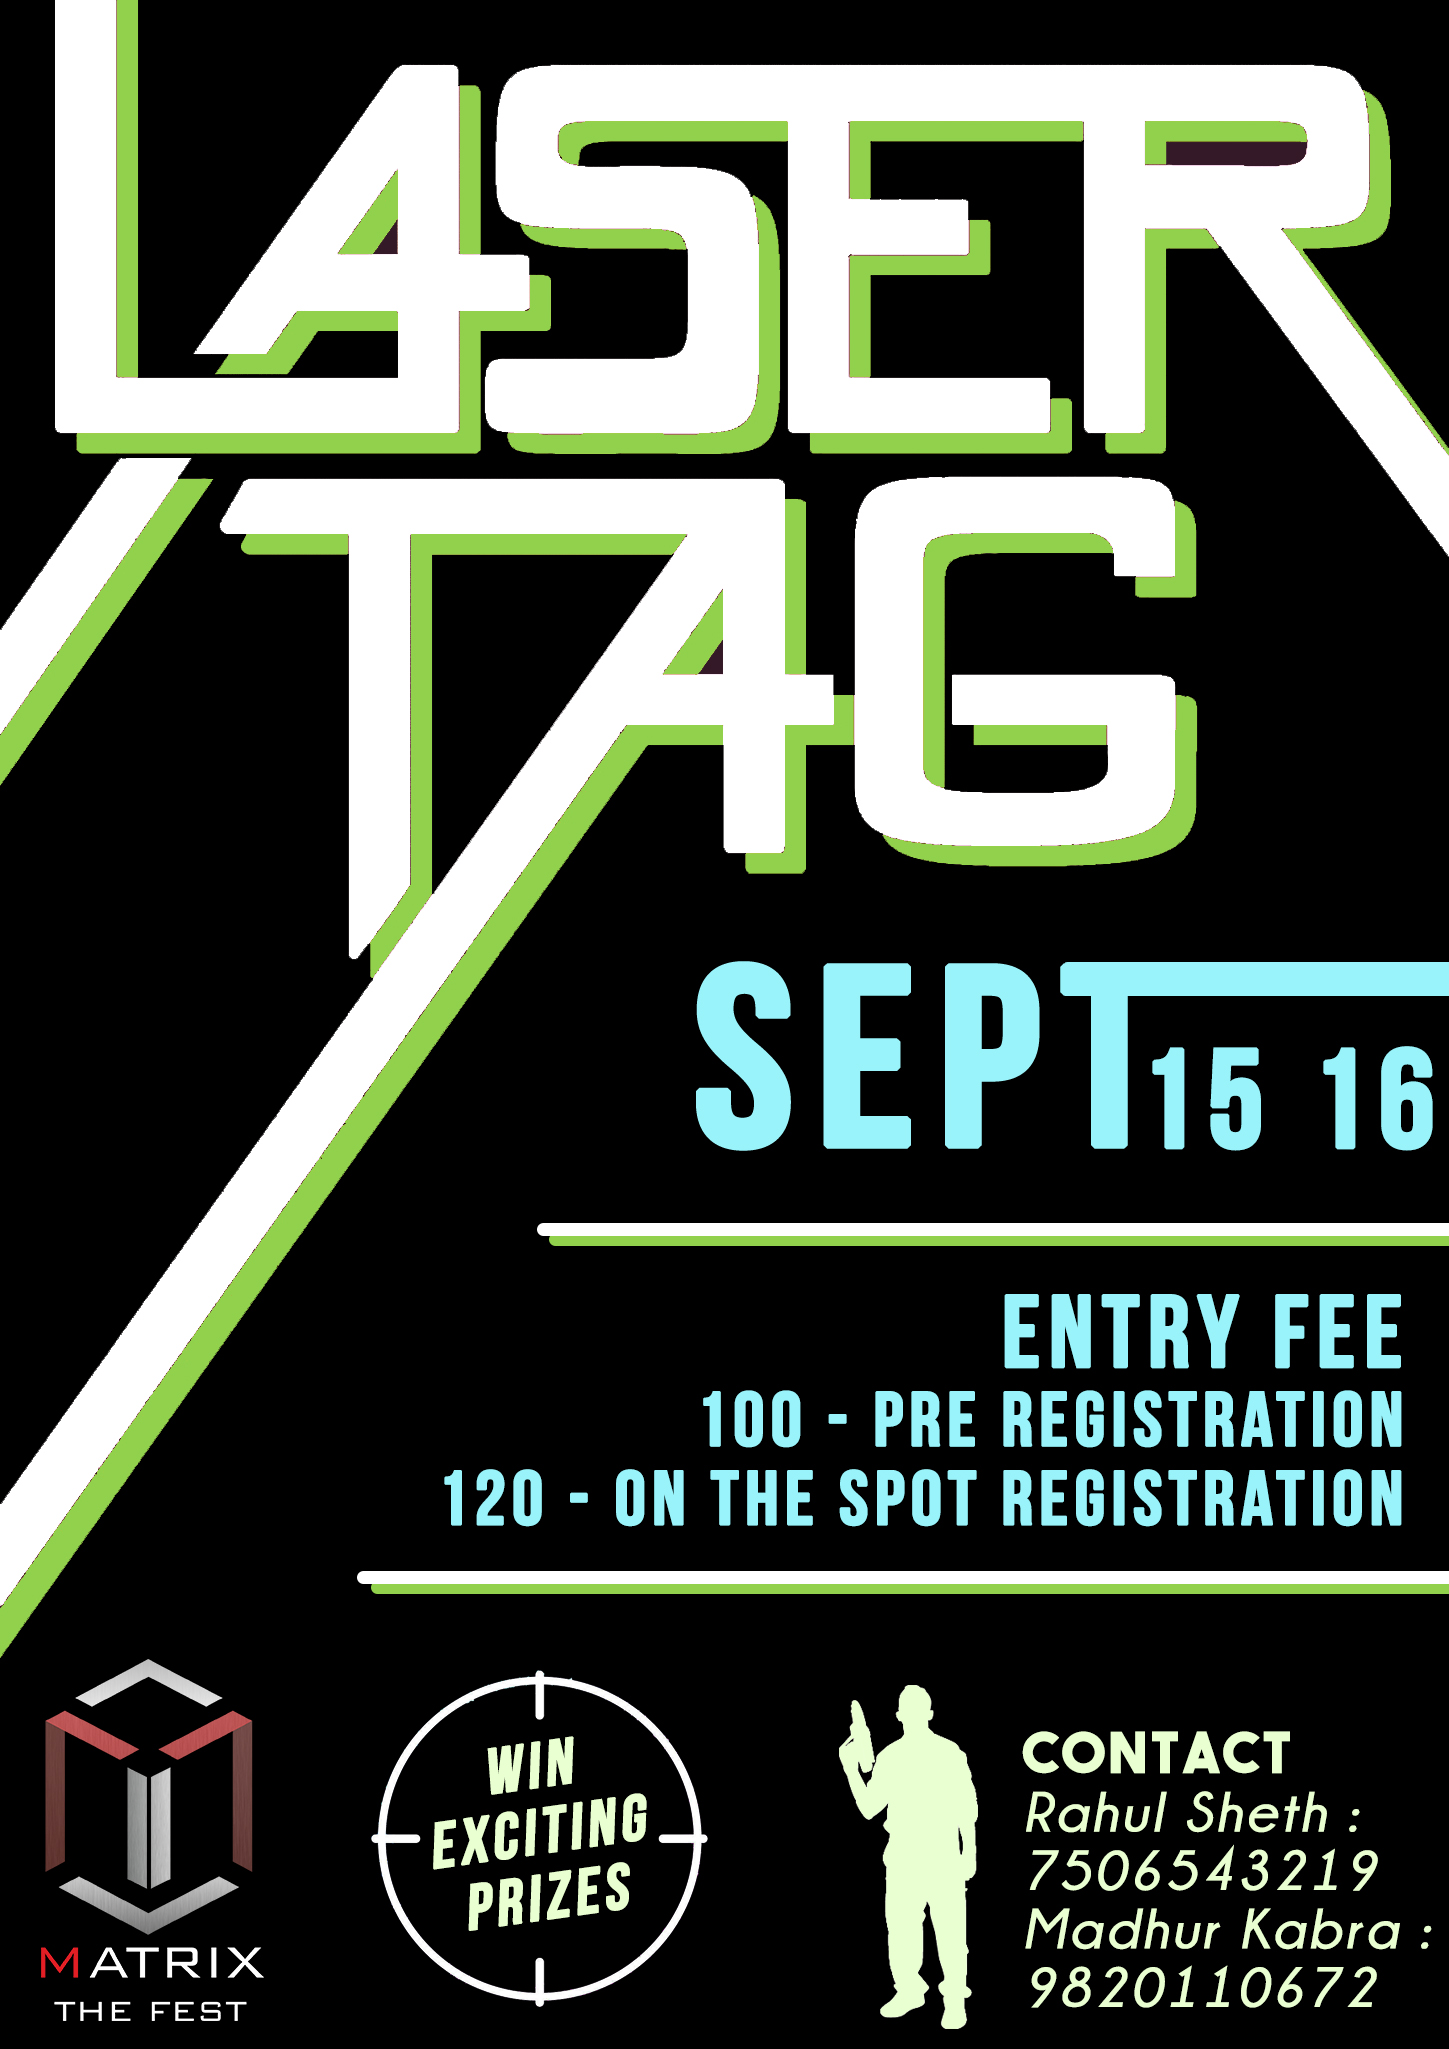 LASER
TAG
SEPT 15 16
ENTRY FEE
100 - PRE REGISTRATION
120 - ON THE SPOT REGISTRATION
MATRIX
THE FEST
WIN
EXCITING
PRIZES
CONTACT
Rahul Sheth :
7506543219
Madhur Kabra :
9820110672